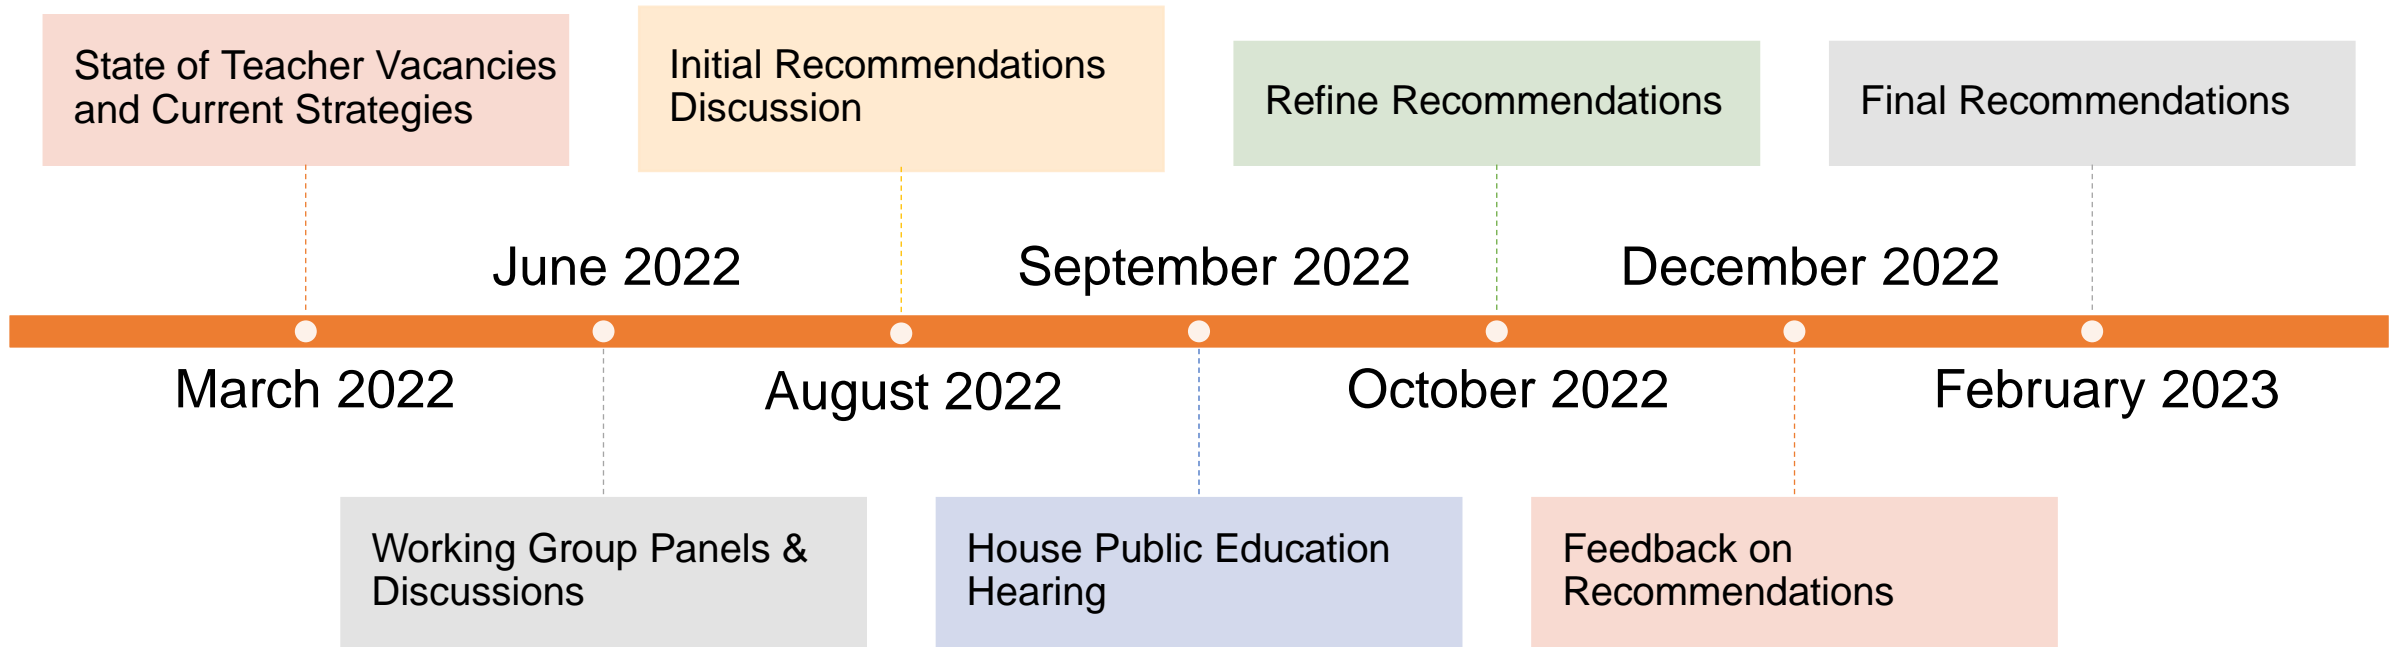 State of Teacher Vacancies
and Current Strategies
Initial Recommendations
Discussion
Refine Recommendations
Final Recommendations
June 2022
September 2022
December 2022
March 2022
August 2022
October 2022
February 2023
Working Group Panels &
Discussions
House Public Education
Hearing
Feedback on
Recommendations